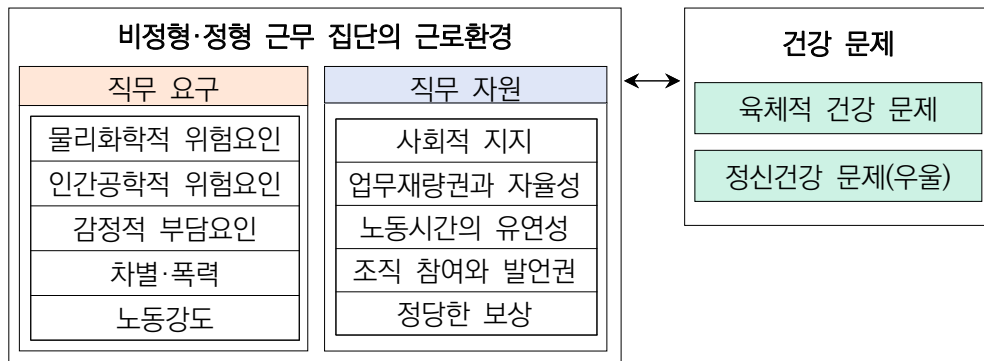 비정형·정형 근무 집단의 근로환경
직무 요구
물리화학적 위험요인
인간공학적 위험요인
감정적 부담요인
차별·폭력
노동강도
직무 자원
사회적 지지
업무재량권과 자율성
노동시간의 유연성
조직 참여와 발언권
정당한 보상
건강 문제
육체적 건강 문제
정신건강 문제(우울)